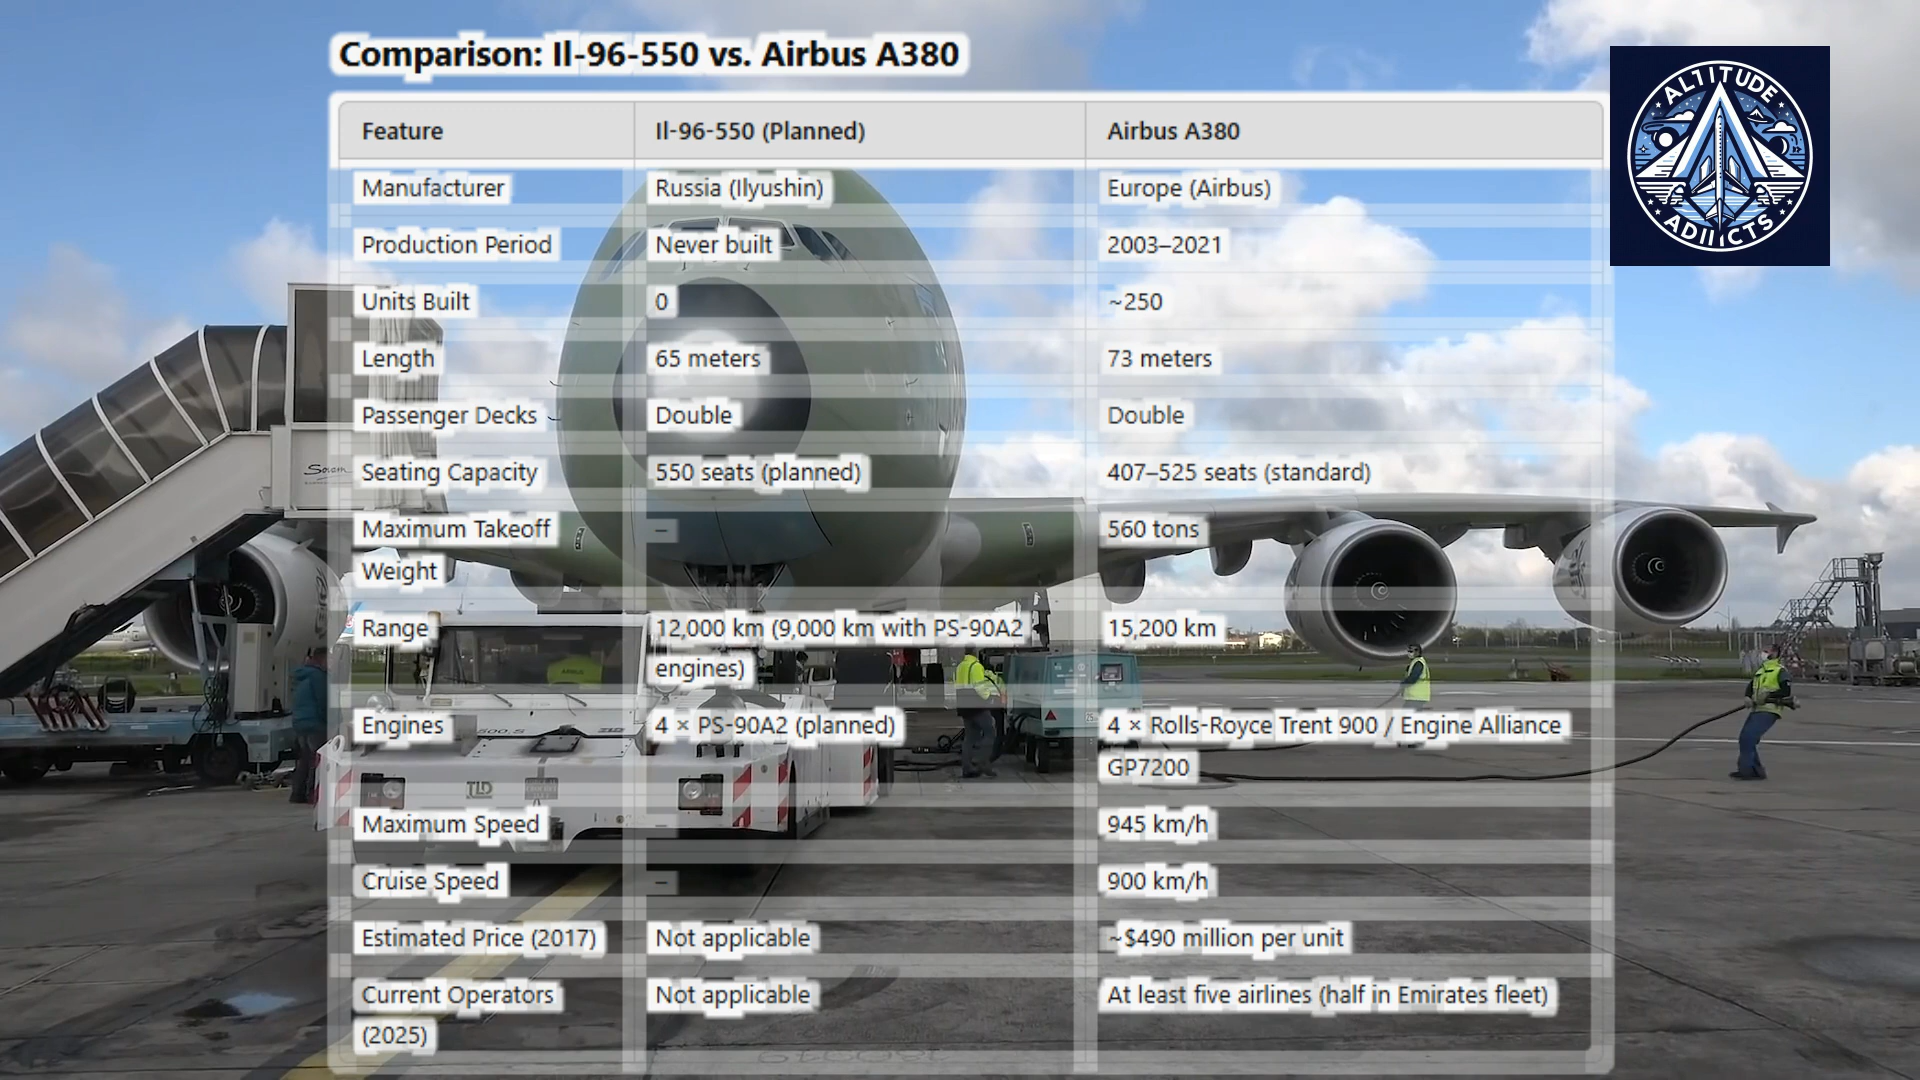 Comparison: Il-96-550 vs. Airbus A380
ALTITUDE
ADIICTS
Feature Il-96-550 (Planned) Airbus A380
Manufacturer Russia (Ilyushin) Europe (Airbus)
Production Period Never built 2003–2021
Units Built 0 ~250
Length 65 meters 73 meters
Passenger Decks Double Double
Seating Capacity 550 seats (planned) 407–525 seats (standard)
Maximum Takeoff – 560 tons
Weight
Range 12,000 km (9,000 km with PS-90A2 15,200 km
engines)
Engines 4 × PS-90A2 (planned) 4 × Rolls-Royce Trent 900 / Engine Alliance
GP7200
TLD
Maximum Speed – 945 km/h
Cruise Speed – 900 km/h
Estimated Price (2017) Not applicable ~$490 million per unit
Current Operators Not applicable At least five airlines (half in Emirates fleet)
(2025)